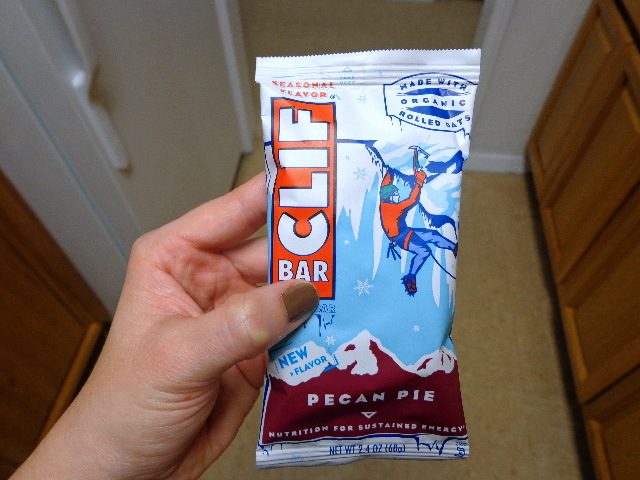 SEASONAL
FLAVOR
MADE WITH
ORGANIC
ROLLED OATS
CLIF
BAR
NEW
FLAVOR
PECAN PIE
NUTRITION FOR SUSTAINED ENERGY
NET WT 2.4 OZ (68g)